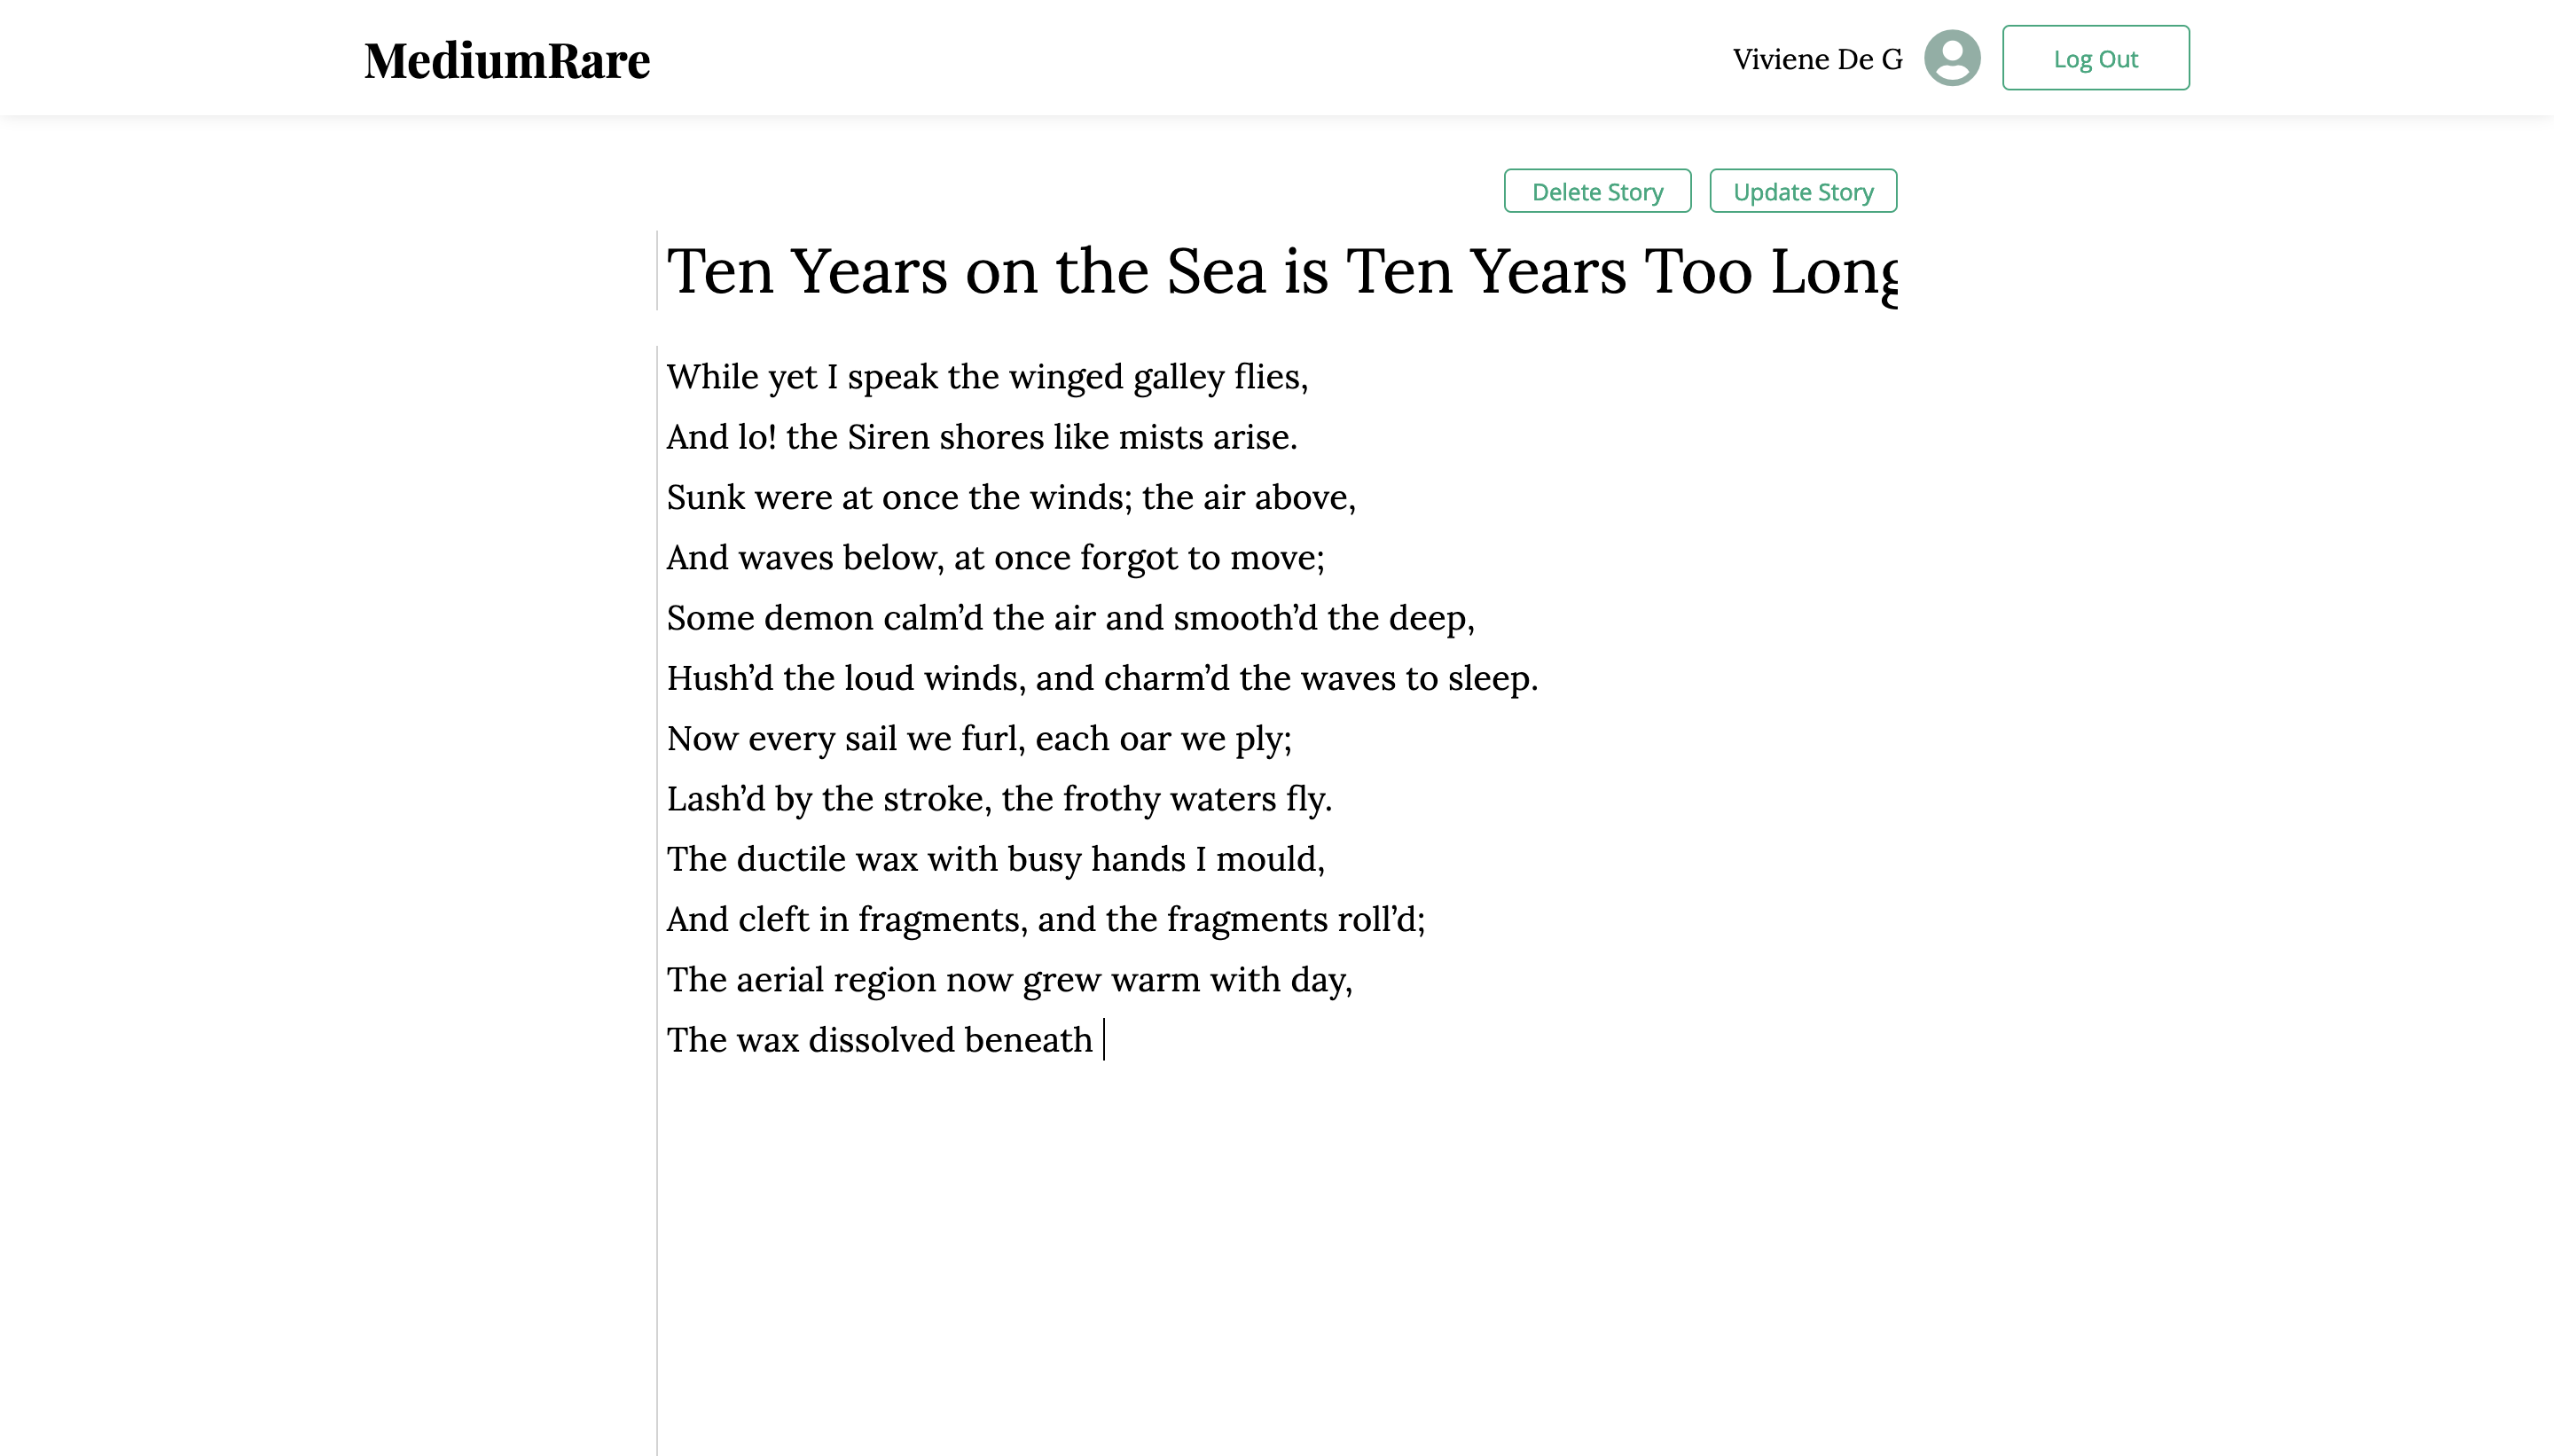 MediumRare
Viviene De G
Log Out
Delete Story
Update Story
Ten Years on the Sea is Ten Years Too Long
While yet I speak the winged galley flies,
And lo! the Siren shores like mists arise.
Sunk were at once the winds; the air above,
And waves below, at once forgot to move;
Some demon calm’d the air and smooth’d the deep,
Hush’d the loud winds, and charm’d the waves to sleep.
Now every sail we furl, each oar we ply;
Lash’d by the stroke, the frothy waters fly.
The ductile wax with busy hands I mould,
And cleft in fragments, and the fragments roll’d;
The aerial region now grew warm with day,
The wax dissolved beneath